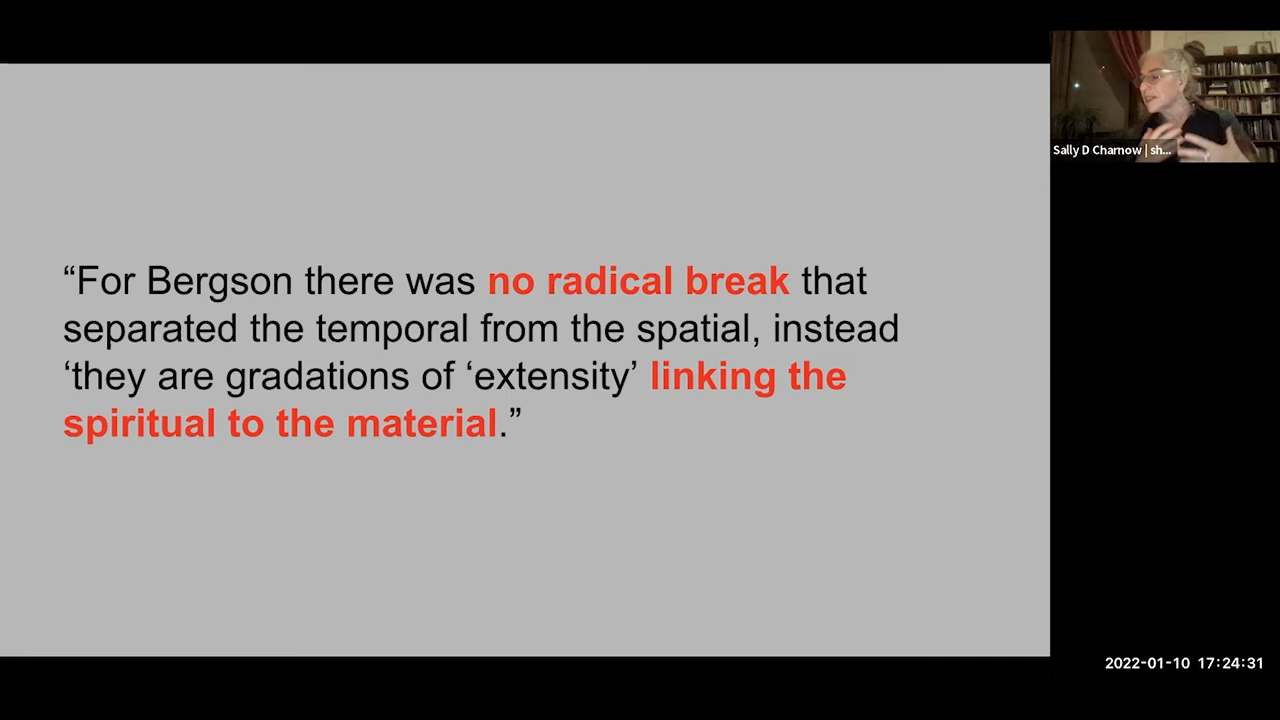 “For Bergson there was no radical break that
separated the temporal from the spatial, instead
‘they are gradations of ‘extensity’ linking the
spiritual to the material.”
Sally D Charnow | sh...
2022-01-10 17:24:31